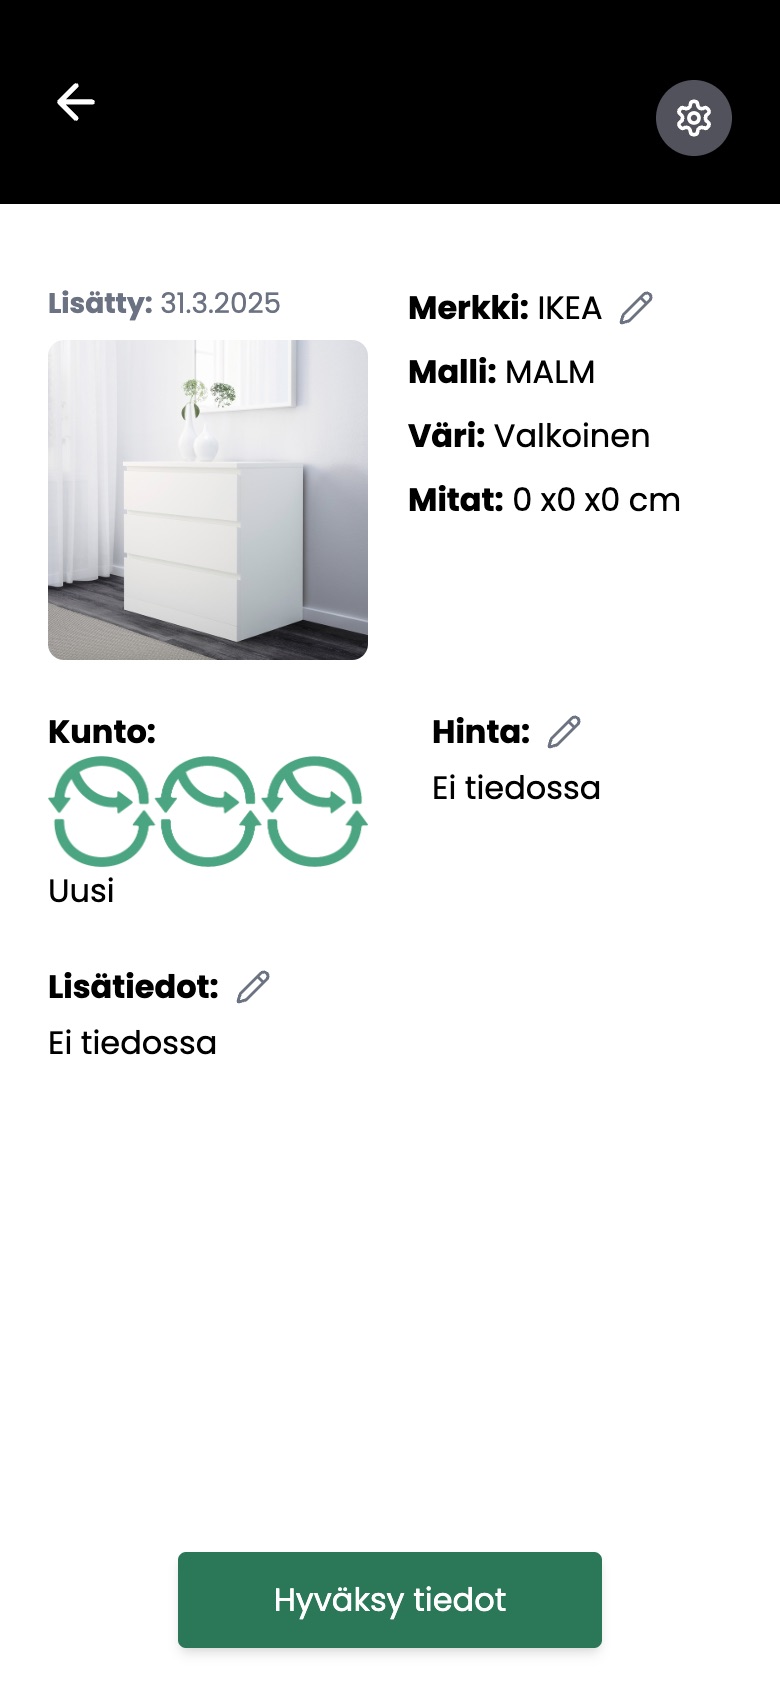 Lisätty: 31.3.2025
Merkki: IKEA
Malli: MALM
Väri: Valkoinen
Mitat: 0 x0 x0 cm
Kunto:
Uusi
Hinta:
Ei tiedossa
Lisätiedot:
Ei tiedossa
Hyväksy tiedot